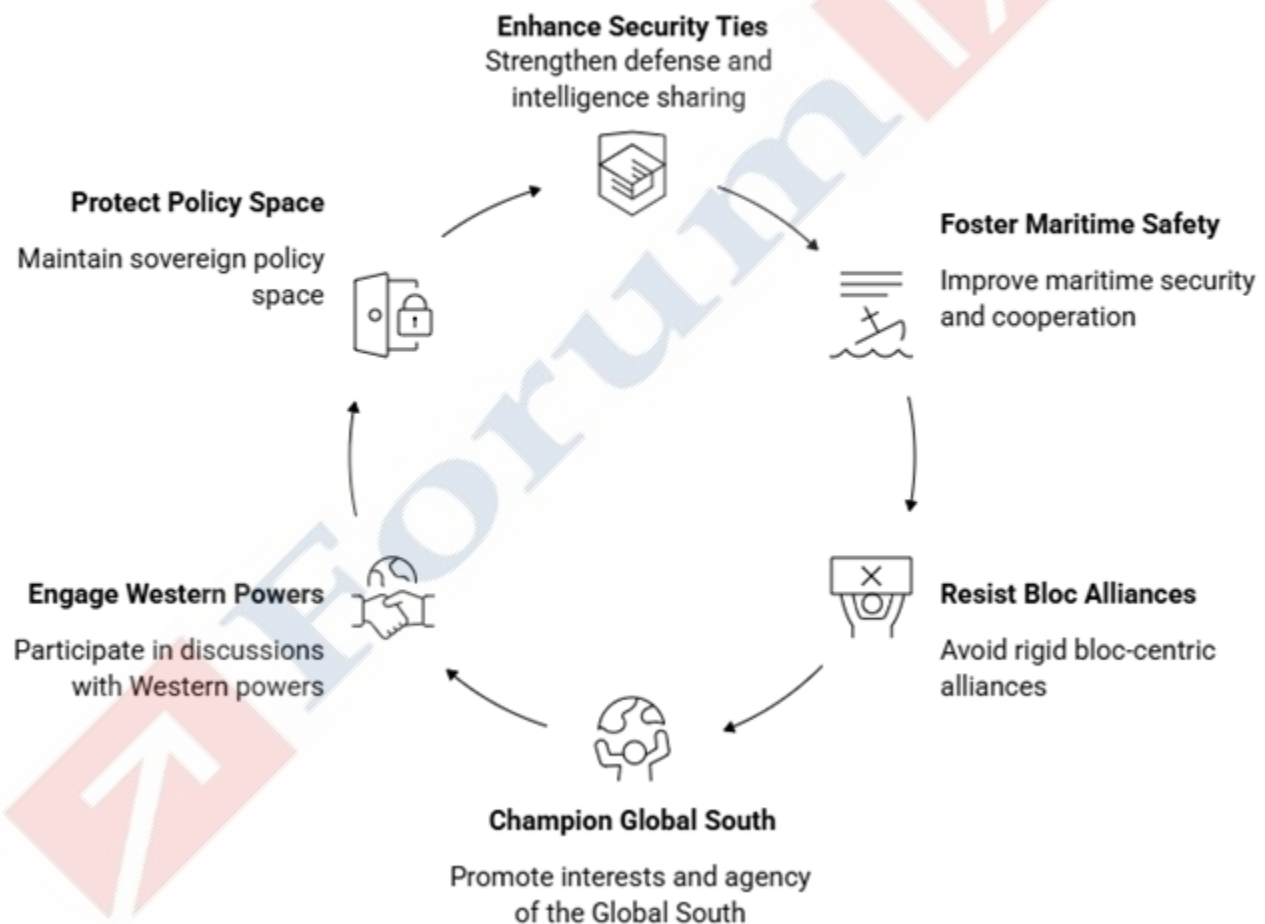 Enhance Security Ties
Strengthen defense and
intelligence sharing
Foster Maritime Safety
Improve maritime security
and cooperation
Resist Bloc Alliances
Avoid rigid bloc-centric
alliances
Champion Global South
Promote interests and agency
of the Global South
Engage Western Powers
Participate in discussions
with Western powers
Protect Policy Space
Maintain sovereign policy
space
Forum